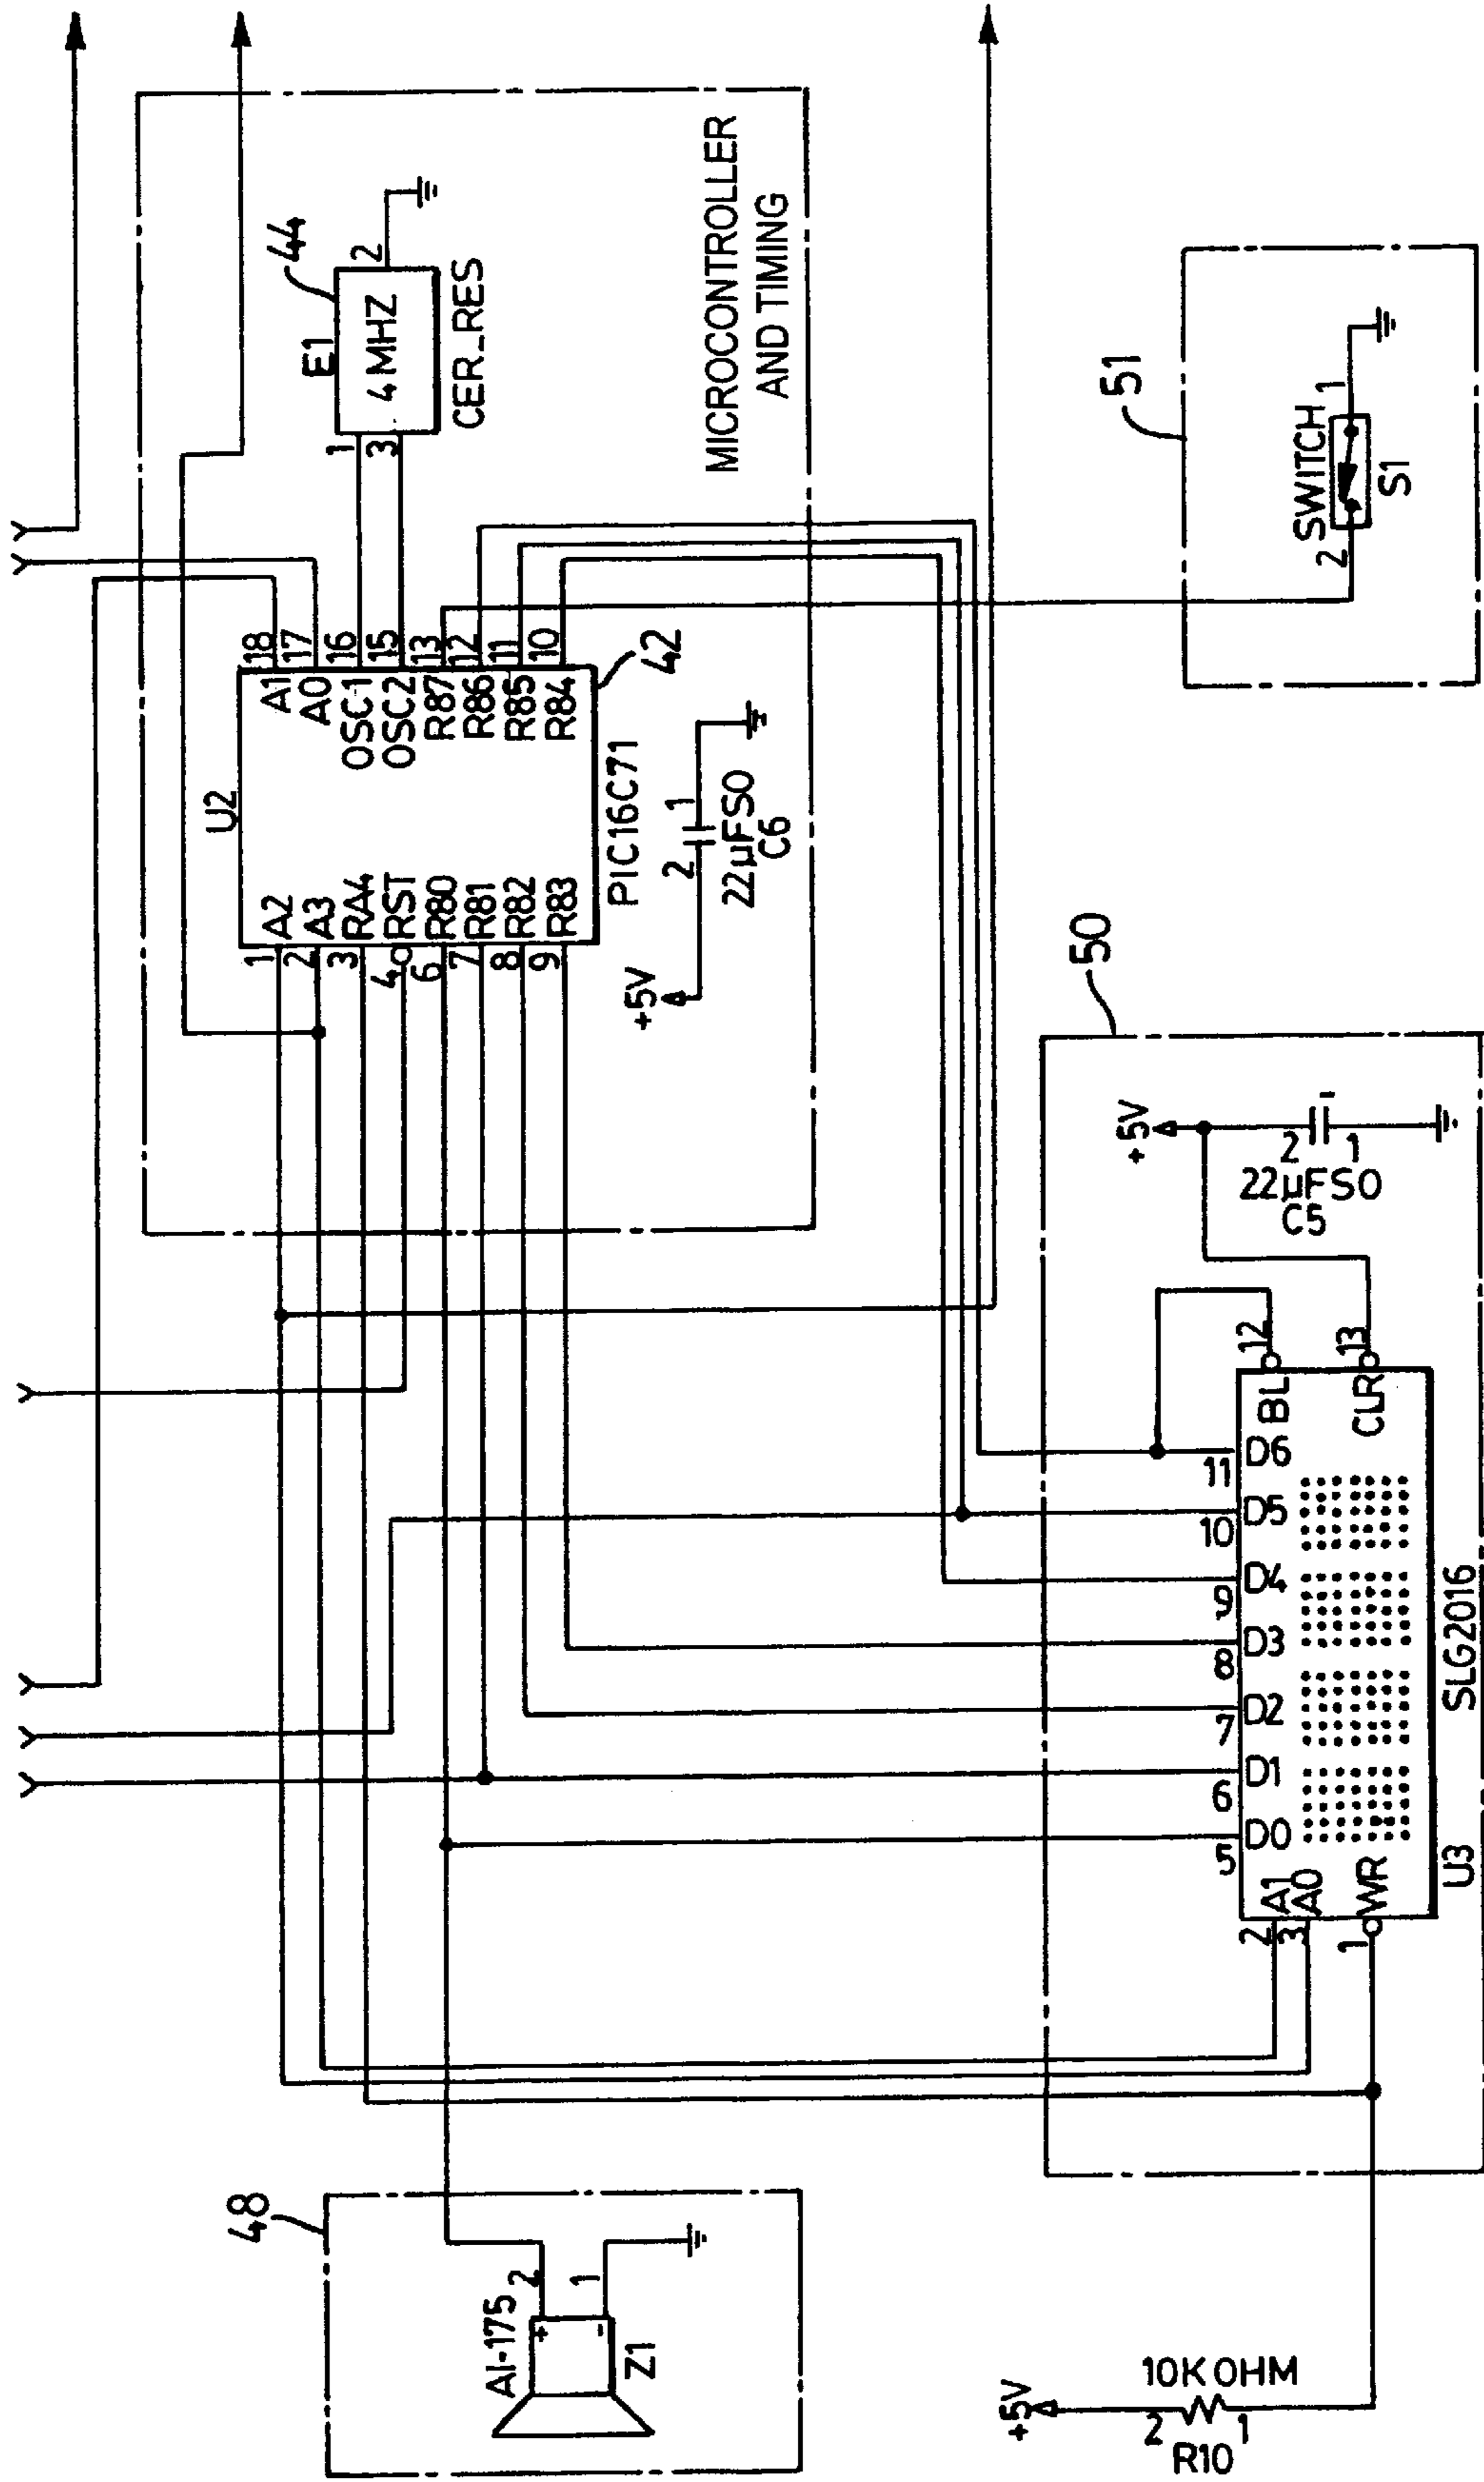 E1
44
1
3
4 MHZ
2
CER_RES
MICROCONTROLLER
AND TIMING
U2
1 A2
2 A3
3 RA4
4 RST
6 R80
7 R81
8 R82
9 R83
A1 18
A0 17
OSC1 16
OSC2 15
R87 13
R86 12
R85 11
R84 10
PIC16C71
42
+5V
2
1
22µFSO
C6
48
AI-175
+ 2
- 1
Z1
51
SWITCH
2
1
S1
50
+5V
2
1
22µFSO
C5
5 D0
6 D1
7 D2
8 D3
9 D4
10 D5
11 D6
2 A1
3 A0
1 WR
BL 12
CLR 13
U3
SLG2016
+5V
2
1
10K OHM
R10